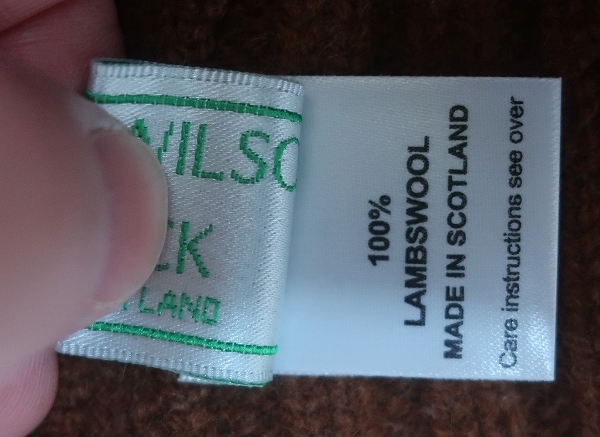 100%
LAMBSWOOL
MADE IN SCOTLAND
Care instructions see over